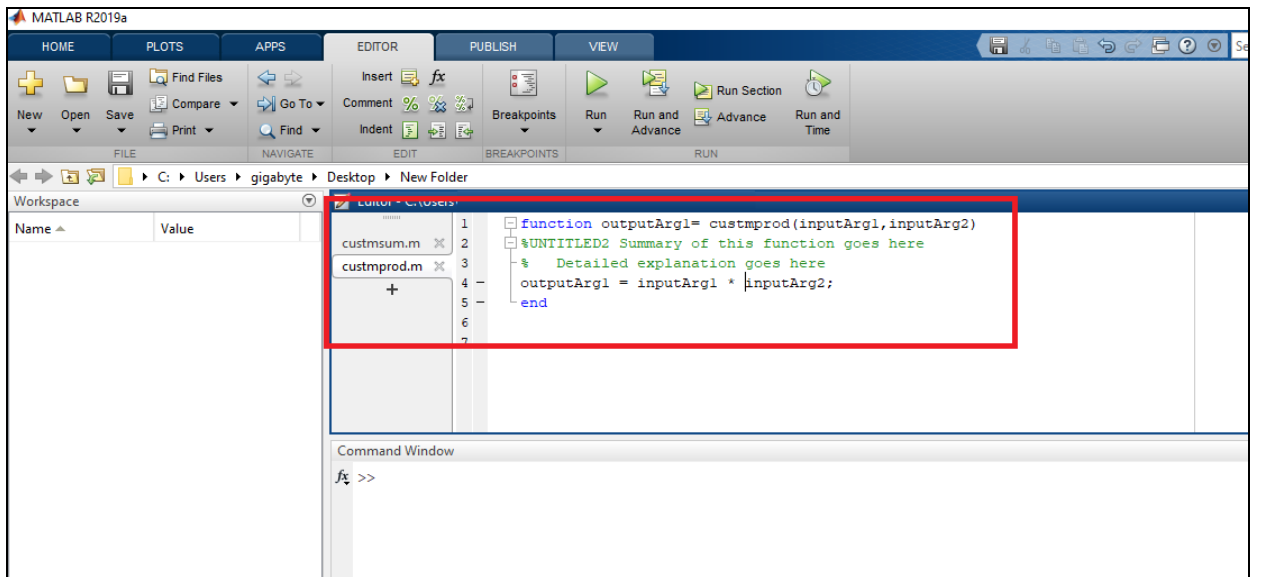 MATLAB R2019a
HOME PLOTS APPS EDITOR PUBLISH VIEW Se
New Open Save Find Files Compare Print
FILE
Go To Find
NAVIGATE
Insert fx
Comment
Indent
EDIT
Breakpoints
BREAKPOINTS
Run Run and Advance Run Section Advance Run and Time
RUN
C: Users gigabyte Desktop New Folder
Workspace
Name Value
Editor - C:\Users\
custmsum.m
custmprod.m
+
1 function outputArg1= custmprod(inputArg1,inputArg2)
2 %UNTITLED2 Summary of this function goes here
3 % Detailed explanation goes here
4 - outputArg1 = inputArg1 * inputArg2;
5 - end
6
7
Command Window
fx >>